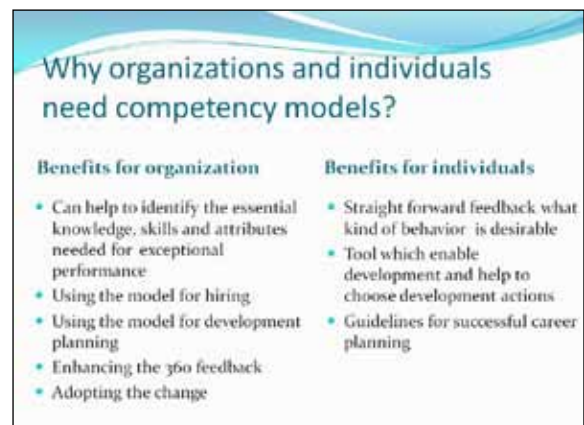 Why organizations and individuals
need competency models?
Benefits for organization
• Can help to identify the essential
knowledge, skills and attributes
needed for exceptional
performance
• Using the model for hiring
• Using the model for development
planning
• Enhancing the 360 feedback
• Adopting the change
Benefits for individuals
• Straight forward feedback what
kind of behavior is desirable
• Tool which enable
development and help to
choose development actions
• Guidelines for successful career
planning